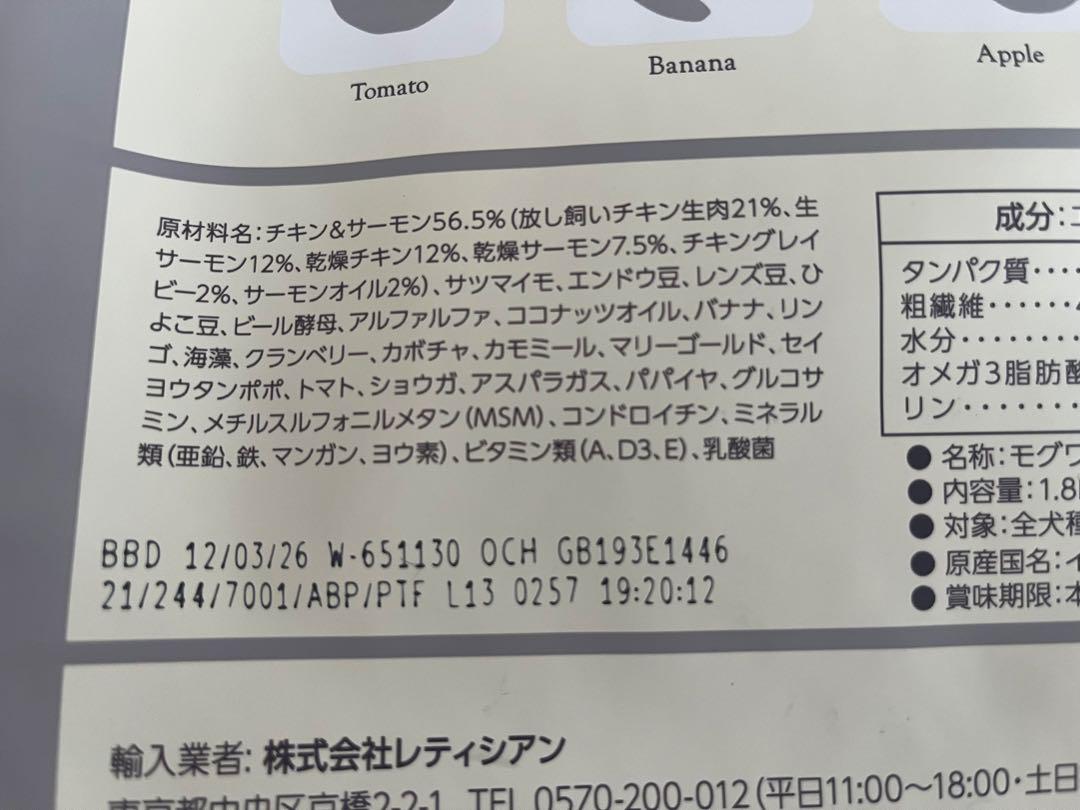 Tomato
Banana
Apple
原材料名:チキン&サーモン56.5%(放し飼いチキン生肉21%、生
サーモン12%、乾燥チキン12%、乾燥サーモン7.5%、チキングレイ
ビー2%、サーモンオイル2%)、サツマイモ、エンドウ豆、レンズ豆、ひ
よこ豆、ビール酵母、アルファルファ、ココナッツオイル、バナナ、リン
ゴ、海藻、クランベリー、カボチャ、カモミール、マリーゴールド、セイ
ヨウタンポポ、トマト、ショウガ、アスパラガス、パパイヤ、グルコサ
ミン、メチルスルフォニルメタン(MSM)、コンドロイチン、ミネラル
類(亜鉛、鉄、マンガン、ヨウ素)、ビタミン類(A、D3、E)、乳酸菌
BBD 12/03/26 W-651130 OCH GB193E1446
21/244/7001/ABP/PTF L13 0257 19:20:12
成分:
タンパク質・・・・
粗繊維・・・・・・
水分・・・・・・・・
オメガ3脂肪酸
リン・・・・・・・・
● 名称:モグワ
● 内容量:1.8
● 対象:全犬種
● 原産国名:イ
● 賞味期限:本
輸入業者: 株式会社レティシアン
東京都中央区京橋2-2-1 TEL 0570-200-012(平日11:00〜18:00・土日